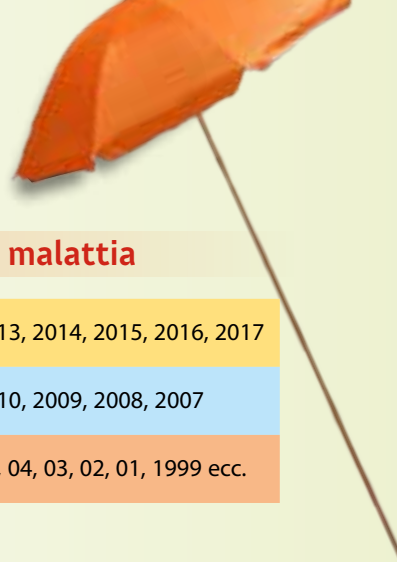 malattia
13, 2014, 2015, 2016, 2017
10, 2009, 2008, 2007
04, 03, 02, 01, 1999 ecc.